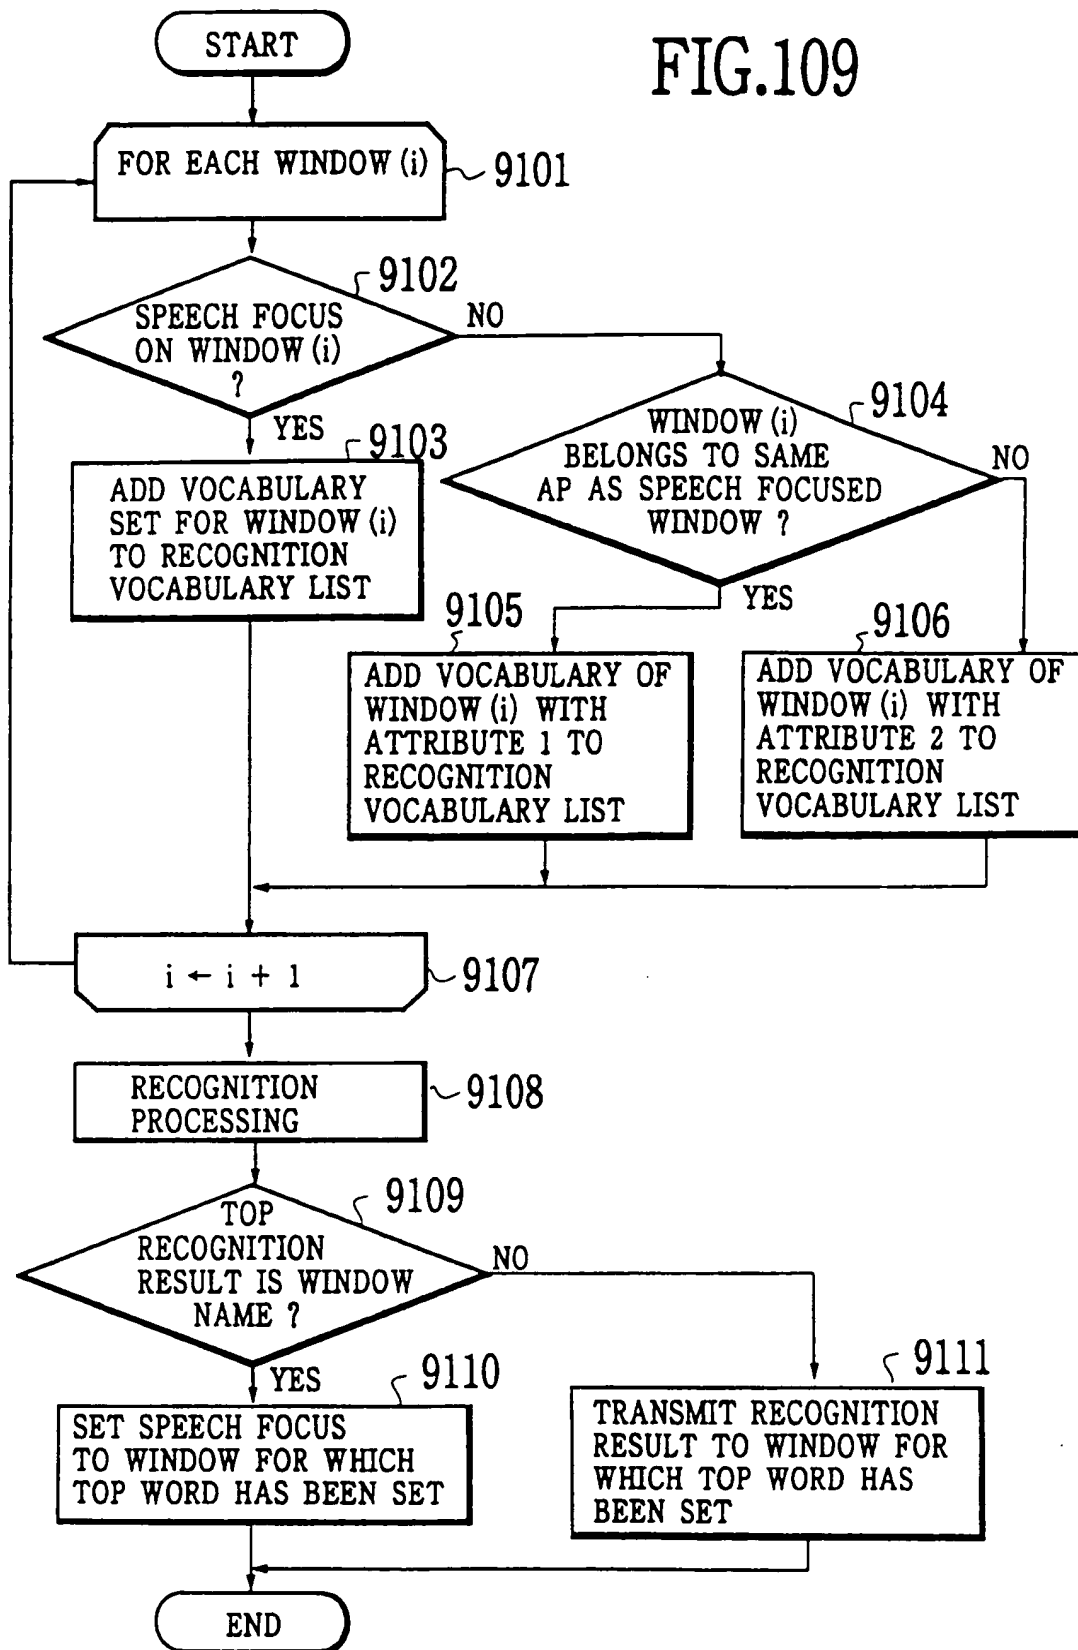 START
FIG.109
FOR EACH WINDOW (i)
9101
9102
SPEECH FOCUS
ON WINDOW (i)
?
NO
YES
9103
ADD VOCABULARY
SET FOR WINDOW (i)
TO RECOGNITION
VOCABULARY LIST
9104
WINDOW (i)
BELONGS TO SAME
AP AS SPEECH FOCUSED
WINDOW ?
NO
YES
9105
ADD VOCABULARY OF
WINDOW (i) WITH
ATTRIBUTE 1 TO
RECOGNITION
VOCABULARY LIST
9106
ADD VOCABULARY OF
WINDOW (i) WITH
ATTRIBUTE 2 TO
RECOGNITION
VOCABULARY LIST
i ← i + 1
9107
RECOGNITION
PROCESSING
9108
9109
TOP
RECOGNITION
RESULT IS WINDOW
NAME ?
NO
YES
9110
SET SPEECH FOCUS
TO WINDOW FOR WHICH
TOP WORD HAS BEEN SET
9111
TRANSMIT RECOGNITION
RESULT TO WINDOW FOR
WHICH TOP WORD HAS
BEEN SET
END